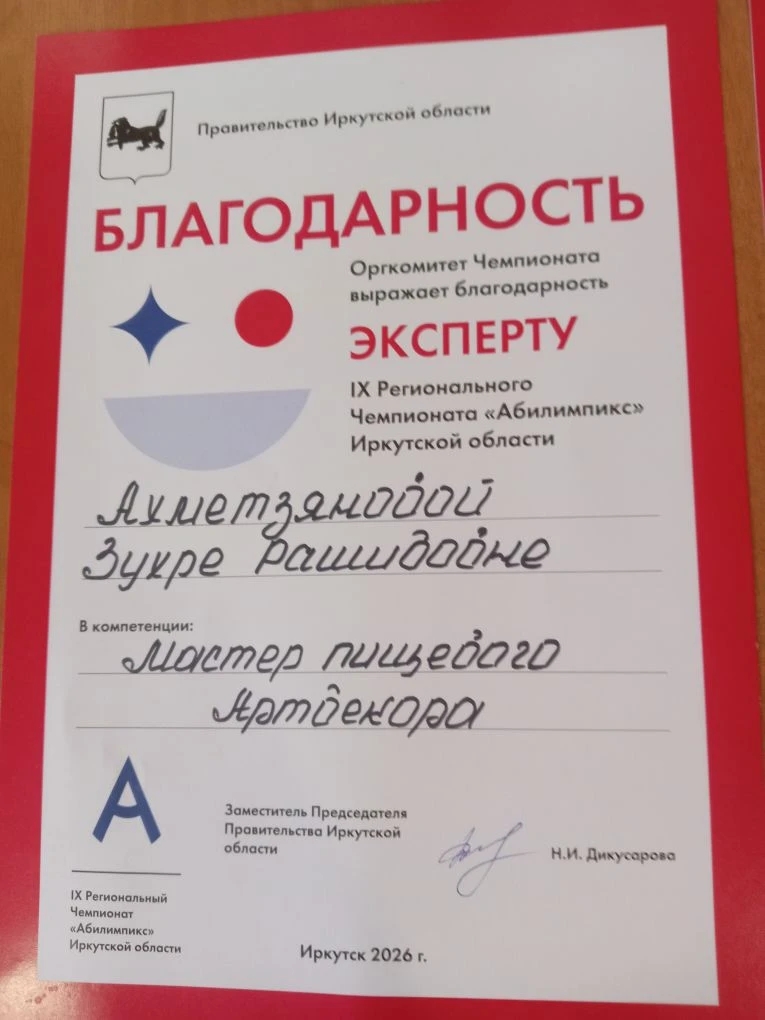 Правительство Иркутской области
БЛАГОДАРНОСТЬ
Оргкомитет Чемпионата
выражает благодарность
ЭКСПЕРТУ
IX Регионального
Чемпионата «Абилимпикс»
Иркутской области
Ахметзяновой
Зухре Рашидовне
В компетенции:
Мастер пищевого
Артдекора
Заместитель Председателя
Правительства Иркутской
области
Н.И. Дикусарова
IX Региональный
Чемпионат
«Абилимпикс»
Иркутской области
Иркутск 2026 г.